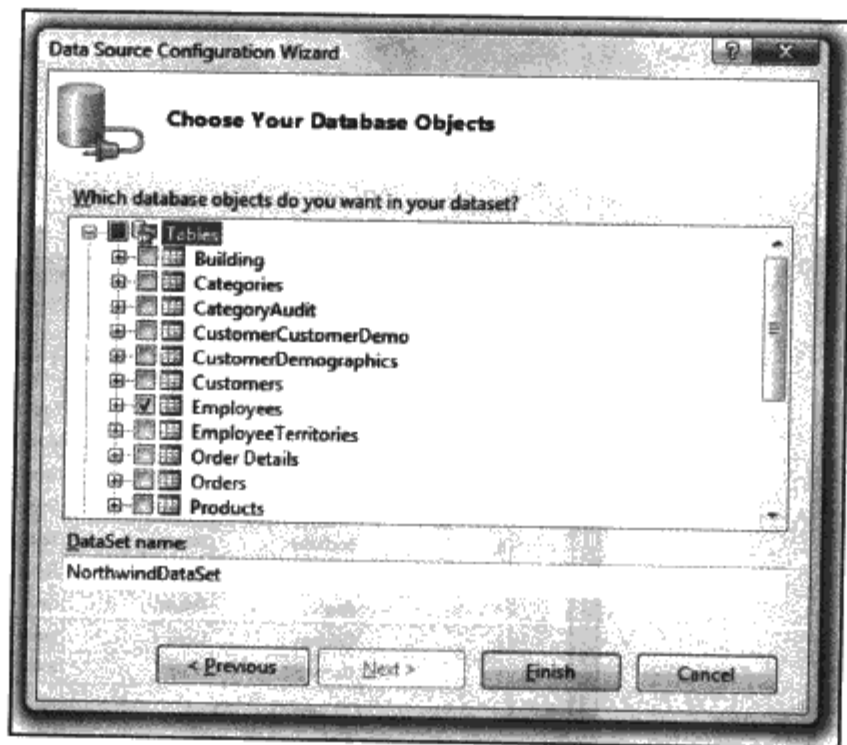 Data Source Configuration Wizard
Choose Your Database Objects
Which database objects do you want in your dataset?
Tables
Building
Categories
CategoryAudit
CustomerCustomerDemo
CustomerDemographics
Customers
Employees
EmployeeTerritories
Order Details
Orders
Products
DataSet name:
NorthwindDataSet
< Previous
Next >
Finish
Cancel